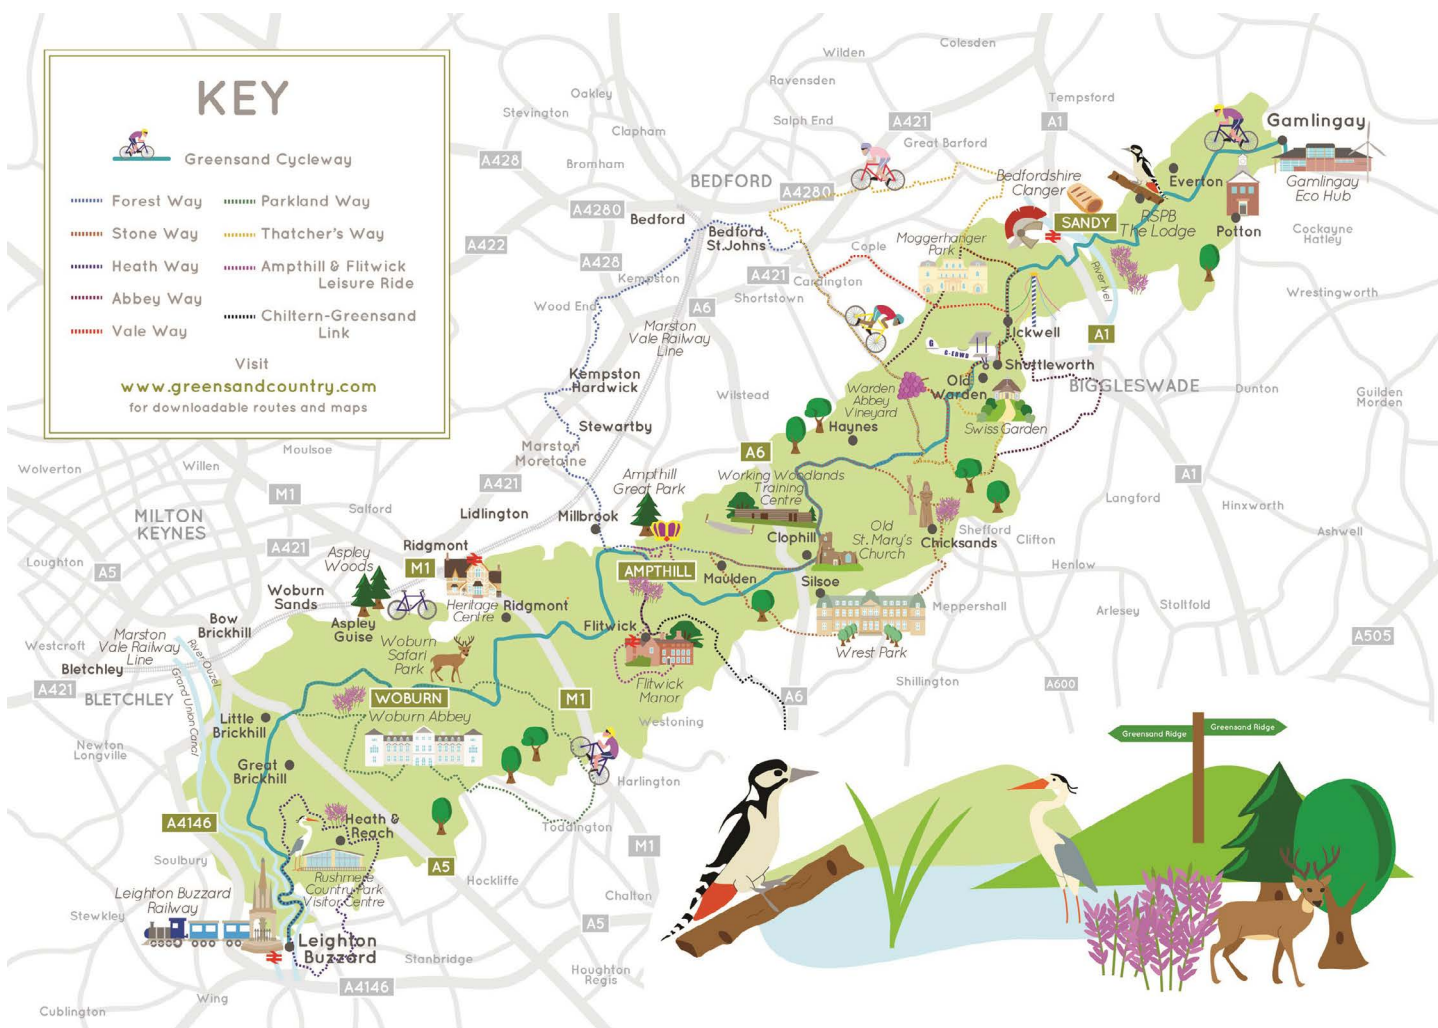 KEY
Greensand Cycleway
Forest Way
Stone Way
Heath Way
Abbey Way
Vale Way
Parkland Way
Thatcher's Way
Ampthill & Flitwick
Leisure Ride
Chiltern-Greensand
Link
Visit
www.greensandcountry.com
for downloadable routes and maps
Colesden
Wilden
Ravensden
Oakley
Stevington
Clapham
Salph End
A421
Tempsford
A1
Great Barford
Gamlingay
A428
Bromham
BEDFORD
A4280
Bedfordshire
Clanger
Everton
Gamlingay
Eco Hub
A4280
Bedford
SANDY
RSPB
The Lodge
Potton
Cockayne
Hatley
A422
Bedford
St.Johns
Cople
Moggerhanger
Park
River Ivel
A428
Kempston
A421
Cardington
Shortstown
Wrestingworth
Wood End
A6
Marston
Vale Railway
Line
Ickwell
A1
G
G-EDWO
Shuttleworth
Kempston
Hardwick
Old
Warden
BIGGLESWADE
Dunton
Guilden
Morden
Wilstead
Warden
Abbey
Vineyard
Swiss Garden
Stewartby
Haynes
Moulsoe
Marston
Moretaine
A6
Wolverton
Willen
A421
Ampthill
Great Park
Working Woodlands
Training
Centre
A1
M1
Langford
Hinxworth
MILTON
KEYNES
Salford
Lidlington
Millbrook
Clophill
Old
St. Mary's
Church
Chicksands
Shefford
Clifton
Ashwell
A421
Aspley
Woods
Ridgmont
M1
Loughton
A5
AMPTHILL
Maulden
Silsoe
Henlow
Woburn
Sands
Heritage
Centre
Ridgmont
Meppershall
Arlesey
Stoltfold
Bow
Brickhill
Aspley
Guise
Flitwick
A505
Westcroft
Marston
Vale Railway
Line
River Ouzel
Woburn
Safari
Park
Wrest Park
Bletchley
Grand Union Canal
Flitwick
Manor
Shillington
A600
A421
BLETCHLEY
WOBURN
M1
A6
Little
Brickhill
Woburn Abbey
Westoning
Greensand Ridge
Greensand Ridge
Newton
Longville
Great
Brickhill
Harlington
A4146
Heath &
Reach
Toddington
M1
Soulbury
A5
Rushmere
Country Park
Visitor Centre
Hockliffe
Leighton Buzzard
Railway
Chalton
Stewkley
A5
Leighton
Buzzard
Stanbridge
Houghton
Regis
A4146
Wing
Cublington